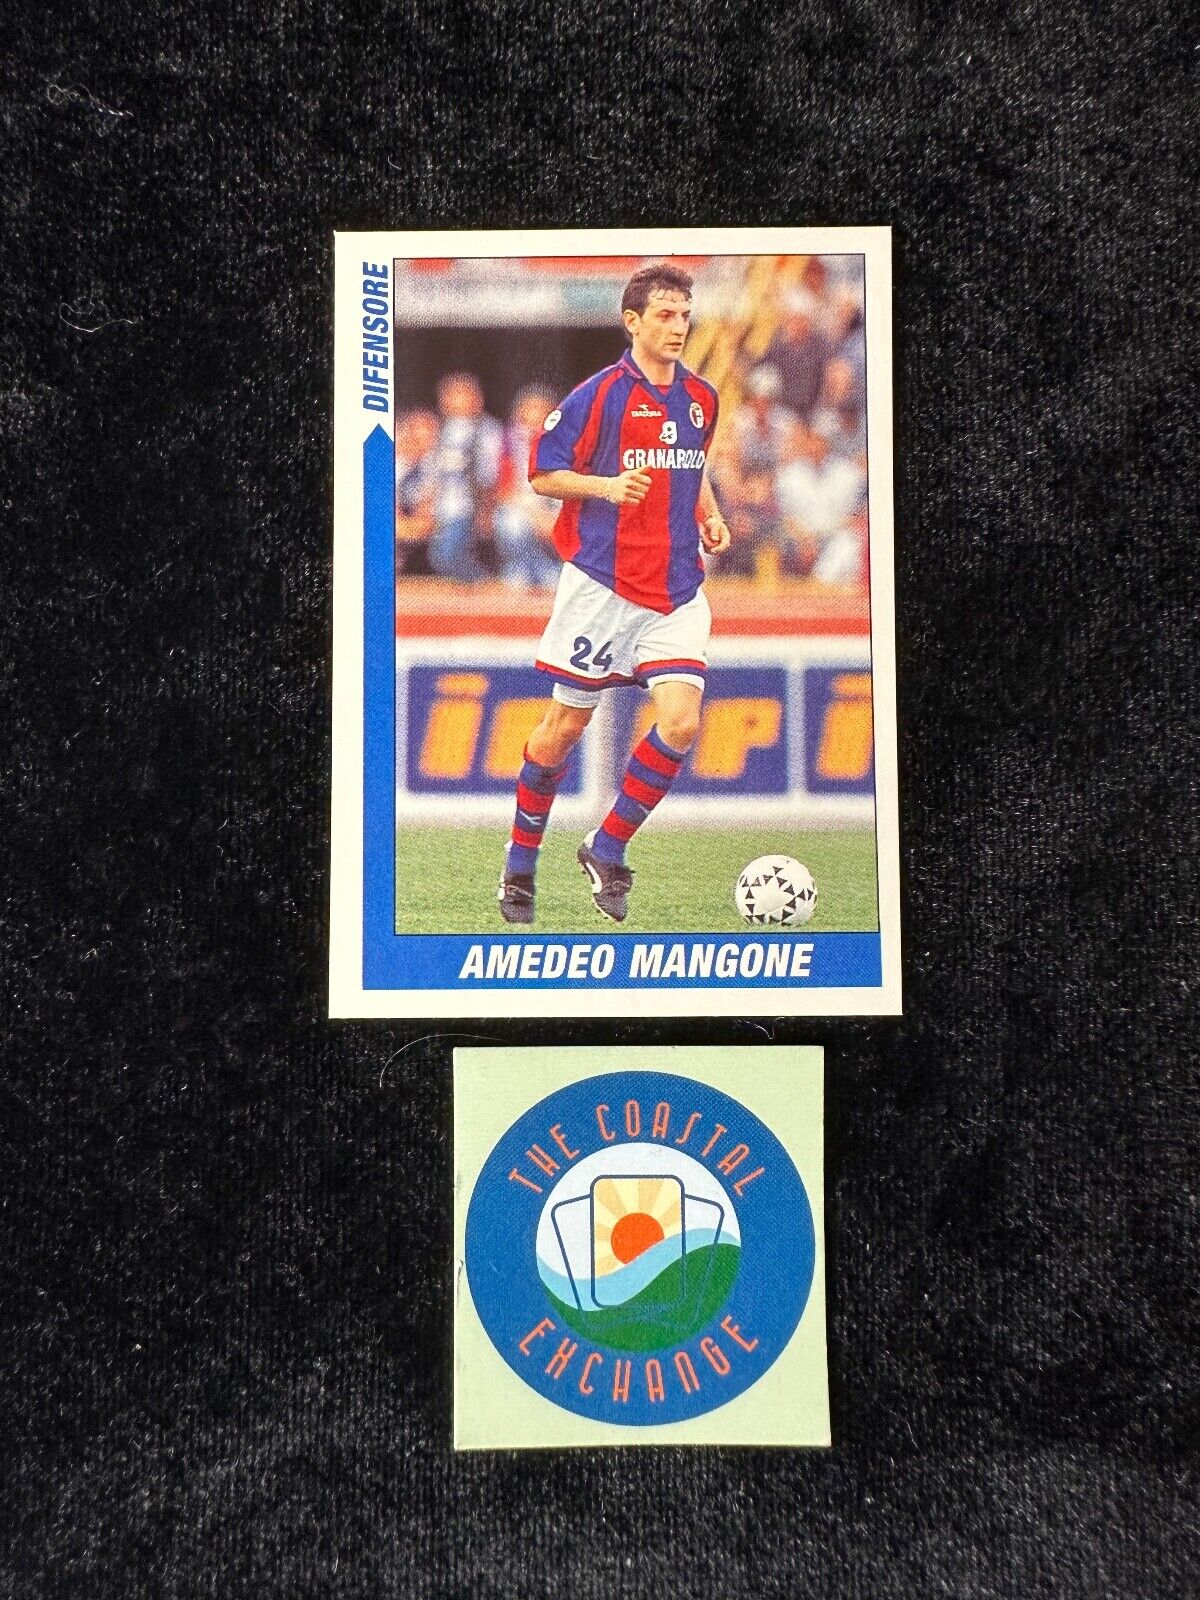 DIFENSORE
DIADORA
GRANAROLO
24
AMEDEO MANGONE
THE COASTAL
EXCHANGE